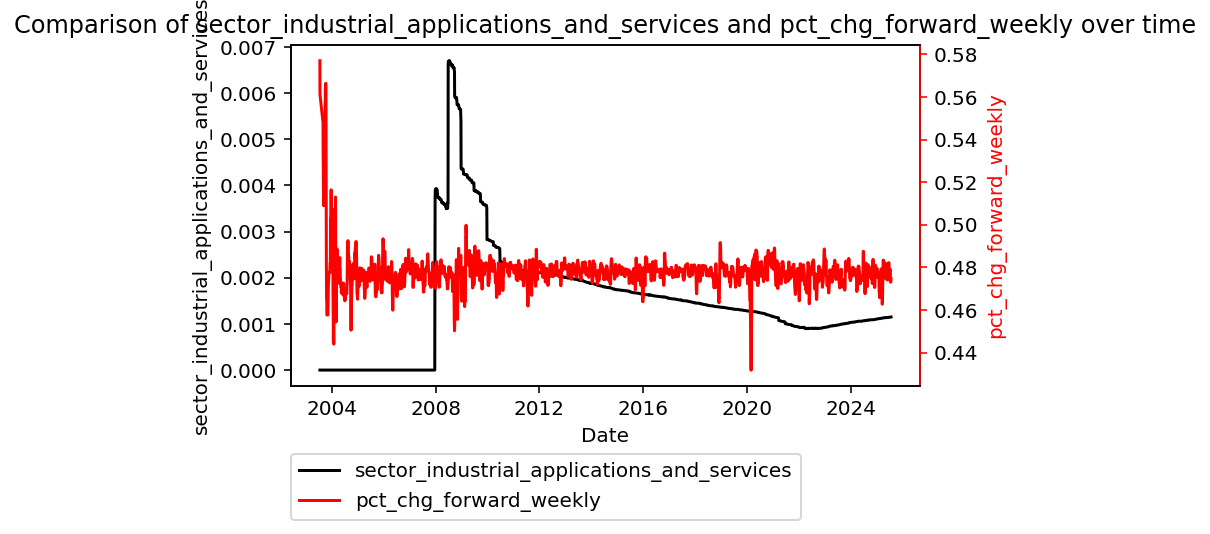 Comparison of sector_industrial_applications_and_services and pct_chg_forward_weekly over time
sector_industrial_applications_and_services
0.007
0.006
0.005
0.004
0.003
0.002
0.001
0.000
0.58
0.56
0.54
0.52
0.50
0.48
0.46
0.44
pct_chg_forward_weekly
2004 2008 2012 2016 2020 2024
Date
sector_industrial_applications_and_services
pct_chg_forward_weekly